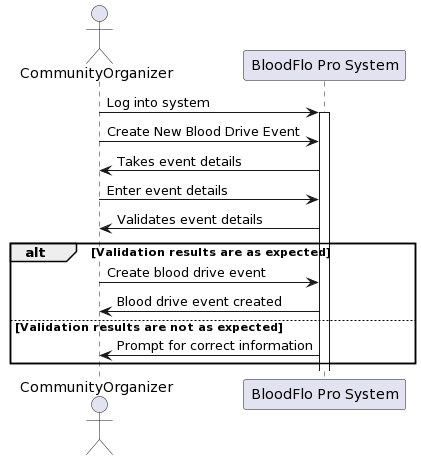 CommunityOrganizer
BloodFlo Pro System
Log into system
Create New Blood Drive Event
Takes event details
Enter event details
Validates event details
alt [Validation results are as expected]
Create blood drive event
Blood drive event created
[Validation results are not as expected]
Prompt for correct information
CommunityOrganizer
BloodFlo Pro System